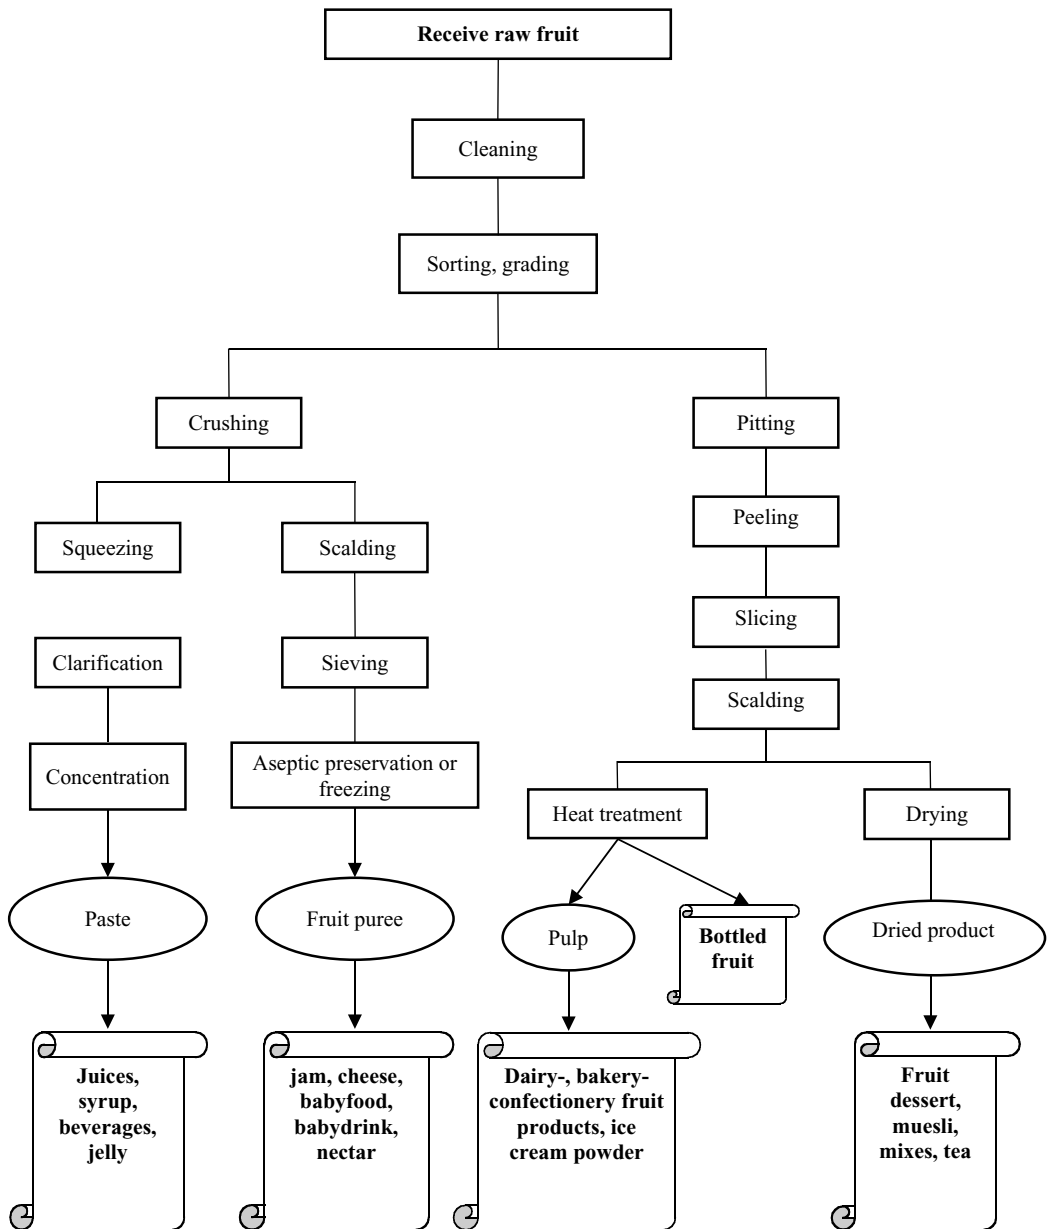 Receive raw fruit
Cleaning
Sorting, grading
Crushing
Pitting
Squeezing
Scalding
Peeling
Slicing
Clarification
Sieving
Scalding
Concentration
Aseptic preservation or
freezing
Heat treatment
Drying
Paste
Fruit puree
Pulp
Bottled
fruit
Dried product
Juices,
syrup,
beverages,
jelly
jam, cheese,
babyfood,
babydrink,
nectar
Dairy-, bakery-
confectionery fruit
products, ice
cream powder
Fruit
dessert,
muesli,
mixes, tea